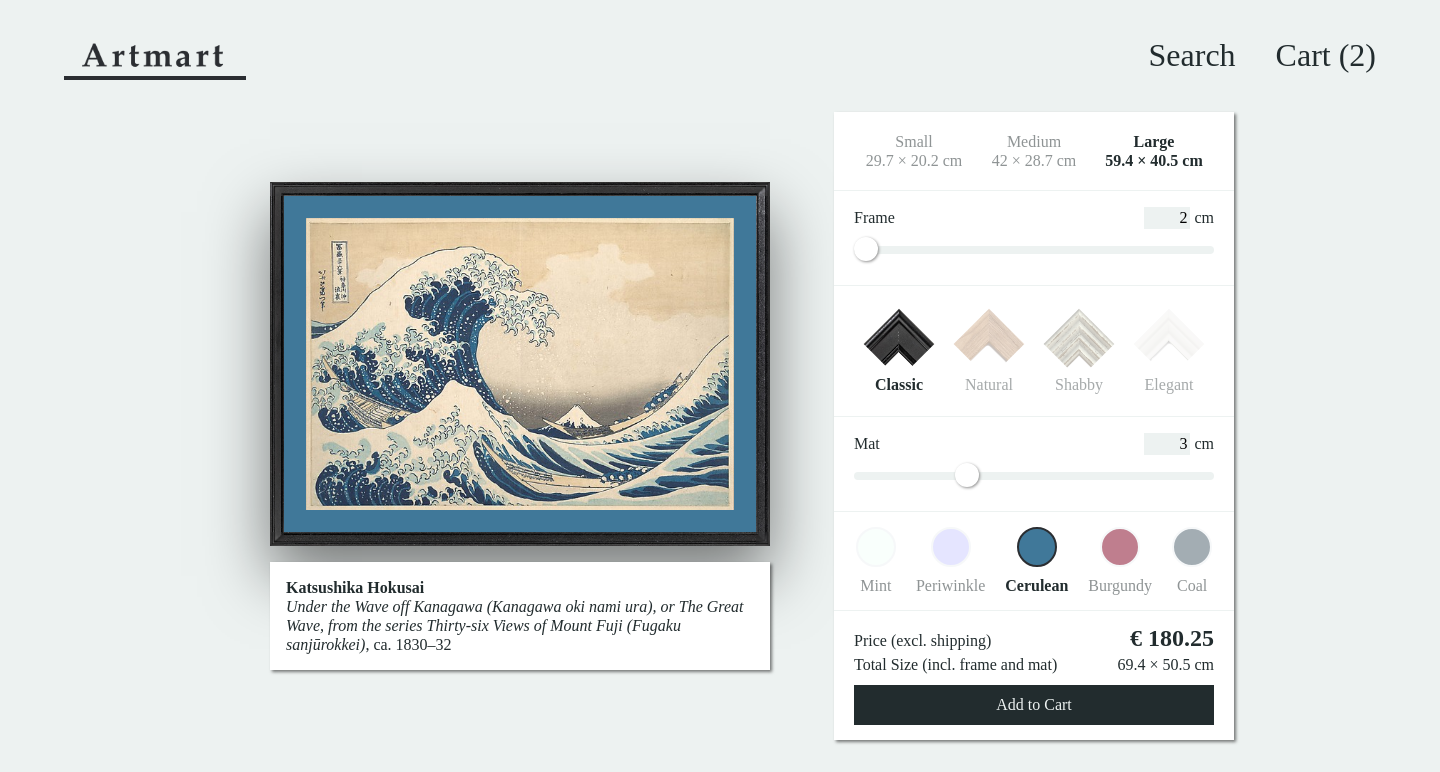 Artmart
Search
Cart (2)
Small
29.7 × 20.2 cm
Medium
42 × 28.7 cm
Large
59.4 × 40.5 cm
Frame
2 cm
Classic
Natural
Shabby
Elegant
Mat
3 cm
Mint
Periwinkle
Cerulean
Burgundy
Coal
Katsushika Hokusai
Under the Wave off Kanagawa (Kanagawa oki nami ura), or The Great
Wave, from the series Thirty-six Views of Mount Fuji (Fugaku
sanjūrokkei), ca. 1830–32
Price (excl. shipping)
€ 180.25
Total Size (incl. frame and mat)
69.4 × 50.5 cm
Add to Cart